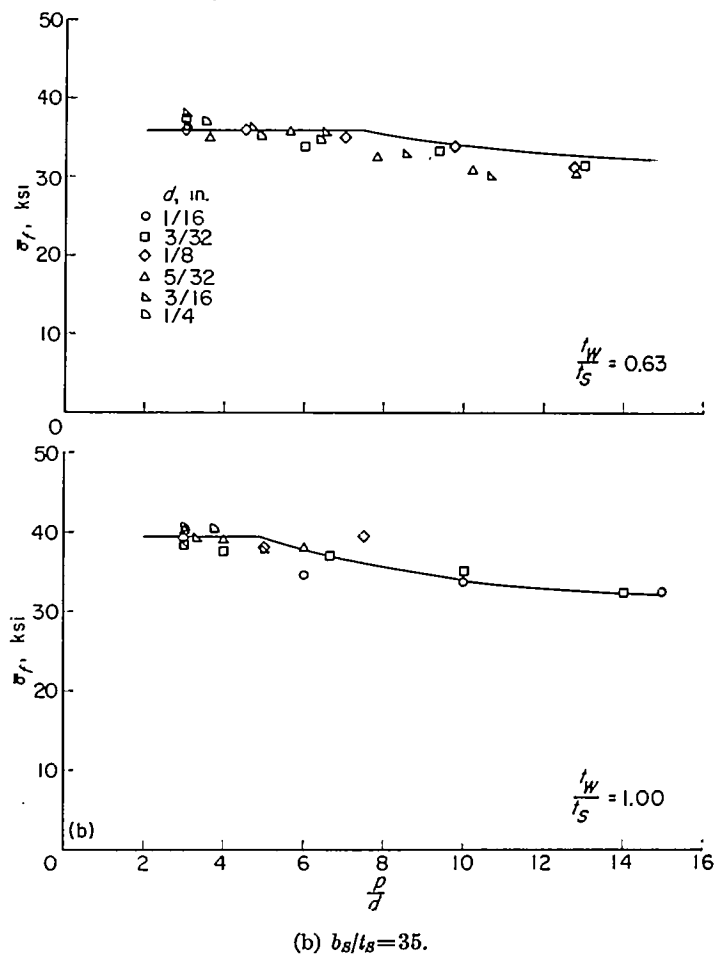 50
40
30
20
10
0
σ̄f, ksi
d, in.
○ 1/16
□ 3/32
◇ 1/8
△ 5/32
◺ 3/16
D 1/4
tW/tS = 0.63
50
40
30
20
10
0
σ̄f, ksi
tW/tS = 1.00
(b)
2 4 6 8 10 12 14 16
p/d
(b) bS/tS=35.